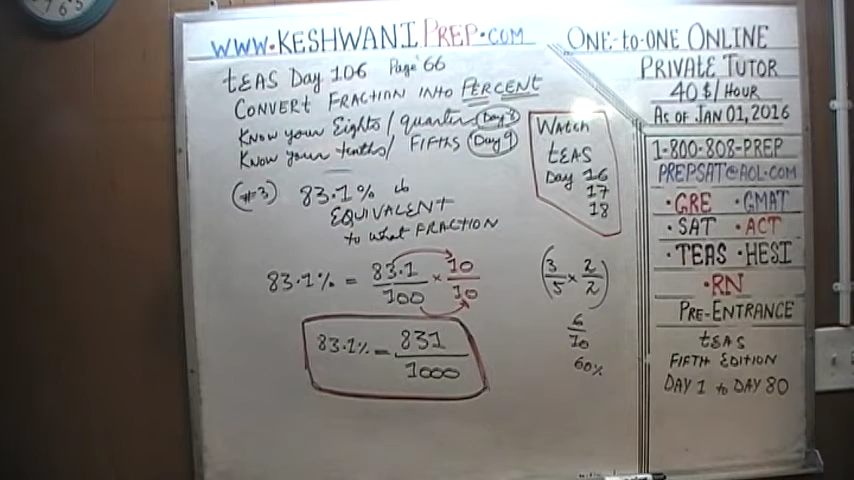 WWW.KESHWANIPREP.COM
tEAS Day 106 Page 66
CONVERT FRACTION INTO PERCENT
Know your Eights/quarters Day 8
Know your tenths/ FIFTHS Day 9
(#3) 83.1% is
EQUIVALENT
to what FRACTION
83.1% = 83.1/100 × 10/10
83.1% = 831/1000
Watch
tEAS
Day 16
17
18
(3/5 × 2/2)
6/10
60%
ONE-to-ONE ONLINE
PRIVATE TUTOR
40 $/HOUR
AS OF JAN 01, 2016
1-800-808-PREP
PREPSAT@AOL.COM
•GRE •GMAT
•SAT •ACT
•TEAS •HESI
•RN
PRE-ENTRANCE
tEAS
FIFTH EDITION
DAY 1 to DAY 80
7 6 5